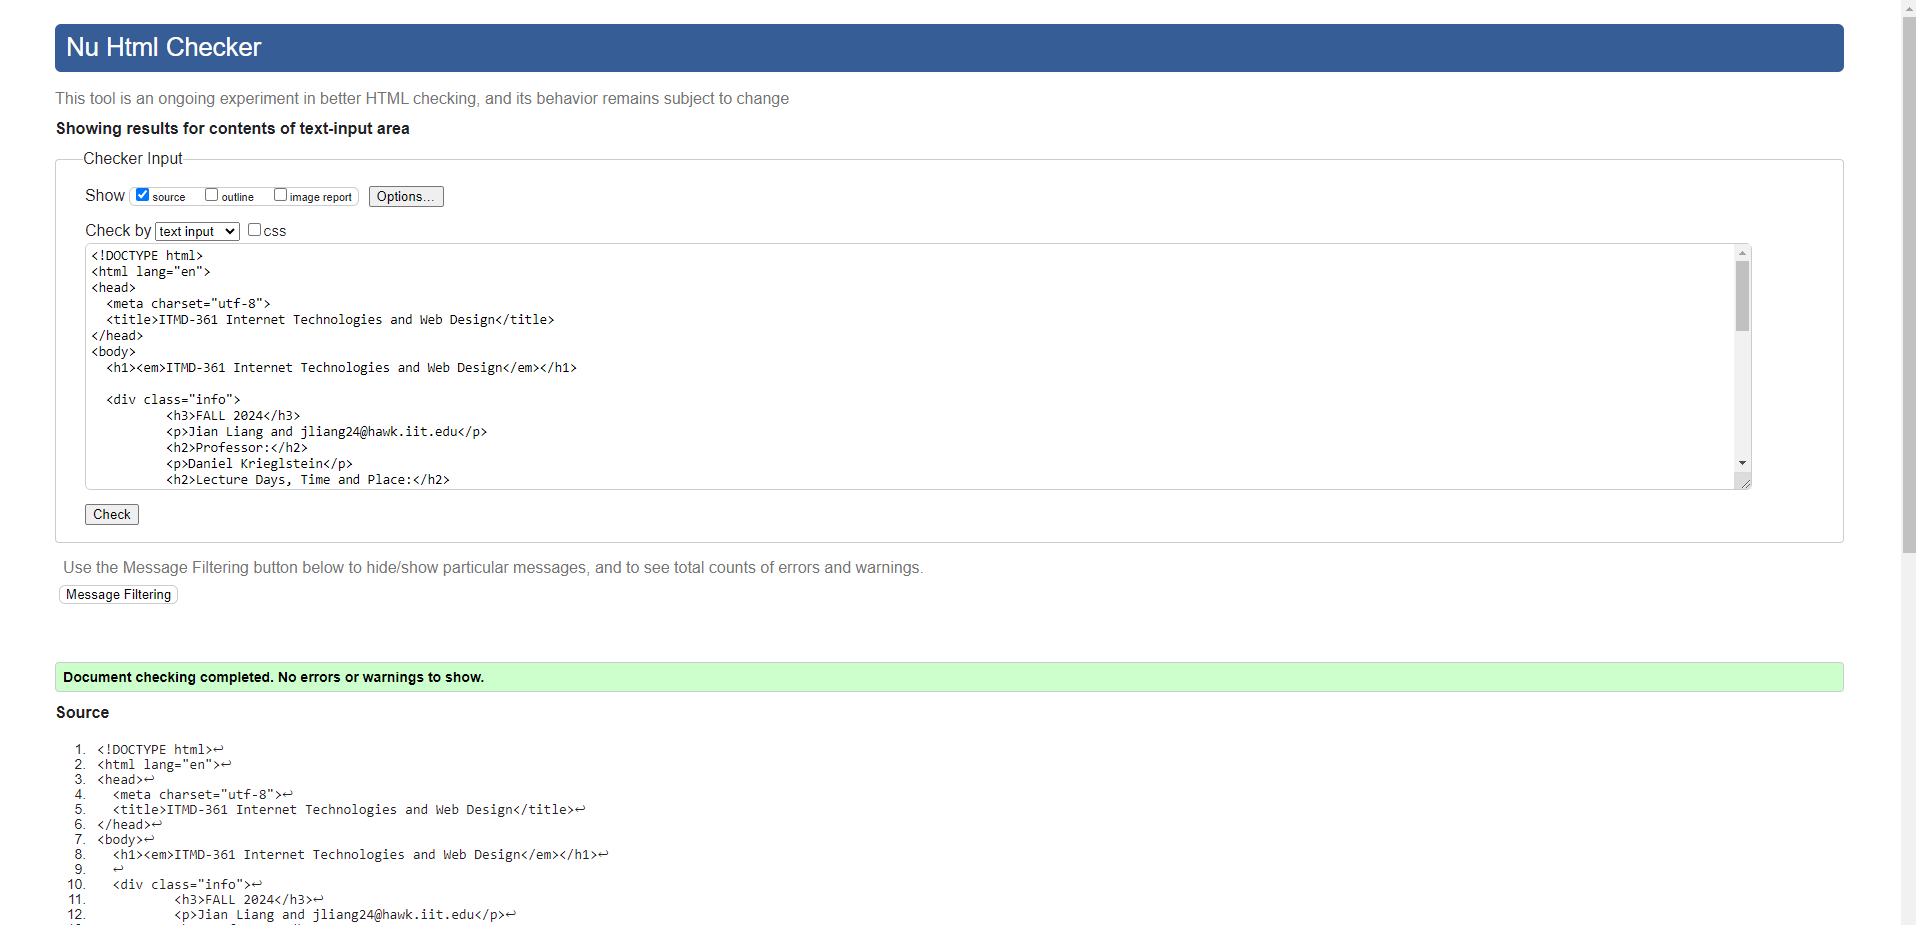 Nu Html Checker
This tool is an ongoing experiment in better HTML checking, and its behavior remains subject to change
Showing results for contents of text-input area
Checker Input
Show source outline image report Options...
Check by text input css
<!DOCTYPE html>
<html lang="en">
<head>
  <meta charset="utf-8">
  <title>ITMD-361 Internet Technologies and Web Design</title>
</head>
<body>
  <h1><em>ITMD-361 Internet Technologies and Web Design</em></h1>
  <div class="info">
          <h3>FALL 2024</h3>
          <p>Jian Liang and jliang24@hawk.iit.edu</p>
          <h2>Professor:</h2>
          <p>Daniel Krieglstein</p>
          <h2>Lecture Days, Time and Place:</h2>
Check
Use the Message Filtering button below to hide/show particular messages, and to see total counts of errors and warnings.
Message Filtering
Document checking completed. No errors or warnings to show.
Source
1. <!DOCTYPE html>↩
2. <html lang="en">↩
3. <head>↩
4.   <meta charset="utf-8">↩
5.   <title>ITMD-361 Internet Technologies and Web Design</title>↩
6. </head>↩
7. <body>↩
8.   <h1><em>ITMD-361 Internet Technologies and Web Design</em></h1>↩
9.   ↩
10.   <div class="info">↩
11.           <h3>FALL 2024</h3>↩
12.           <p>Jian Liang and jliang24@hawk.iit.edu</p>↩